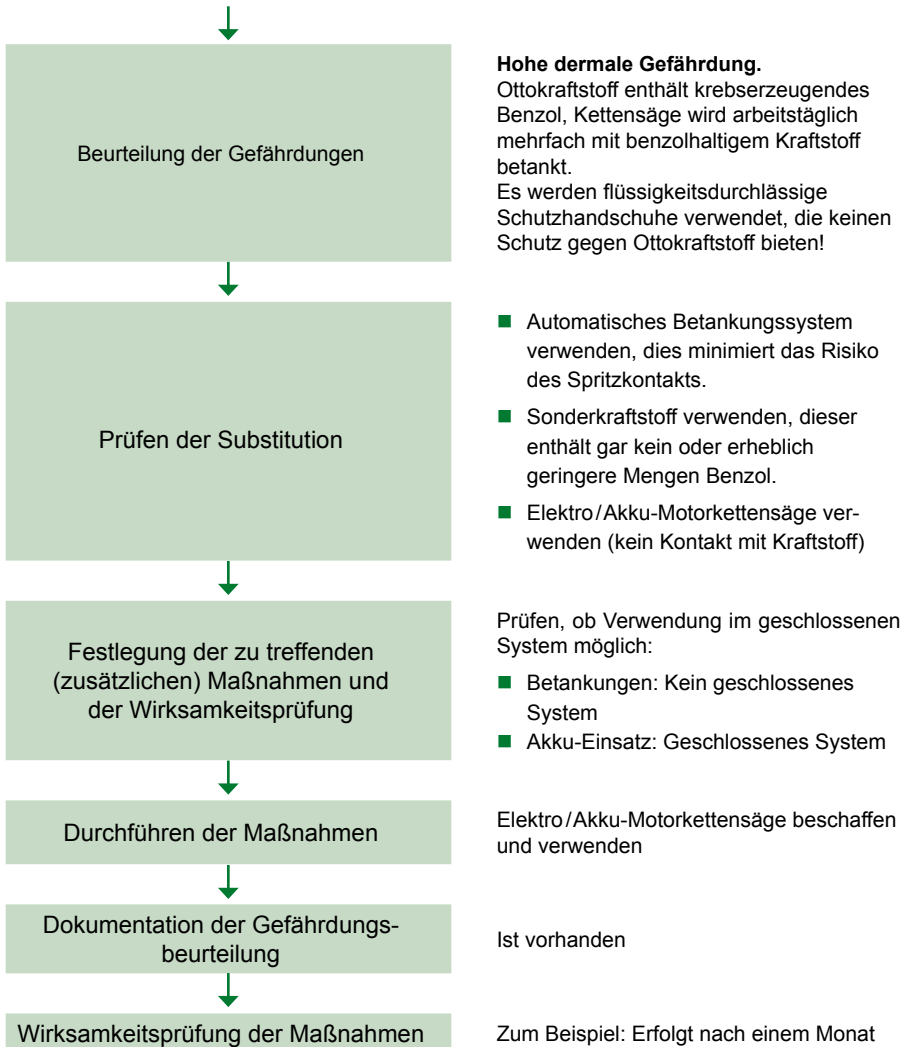 Beurteilung der Gefährdungen
Hohe dermale Gefährdung.
Ottokraftstoff enthält krebserzeugendes
Benzol, Kettensäge wird arbeitstäglich
mehrfach mit benzolhaltigem Kraftstoff
betankt.
Es werden flüssigkeitsdurchlässige
Schutzhandschuhe verwendet, die keinen
Schutz gegen Ottokraftstoff bieten!
Prüfen der Substitution
Automatisches Betankungssystem
verwenden, dies minimiert das Risiko
des Spritzkontakts.
Sonderkraftstoff verwenden, dieser
enthält gar kein oder erheblich
geringere Mengen Benzol.
Elektro/Akku-Motorkettensäge ver-
wenden (kein Kontakt mit Kraftstoff)
Festlegung der zu treffenden
(zusätzlichen) Maßnahmen und
der Wirksamkeitsprüfung
Prüfen, ob Verwendung im geschlossenen
System möglich:
Betankungen: Kein geschlossenes
System
Akku-Einsatz: Geschlossenes System
Durchführen der Maßnahmen
Elektro/Akku-Motorkettensäge beschaffen
und verwenden
Dokumentation der Gefährdungs-
beurteilung
Ist vorhanden
Wirksamkeitsprüfung der Maßnahmen
Zum Beispiel: Erfolgt nach einem Monat